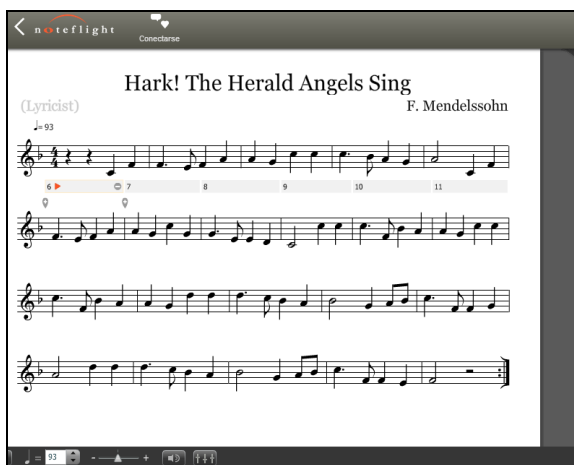 noteflight
Conectarse
Hark! The Herald Angels Sing
(Lyricist)
F. Mendelssohn
♩= 93
6 7 8 9 10 11
♩ = 93 - +